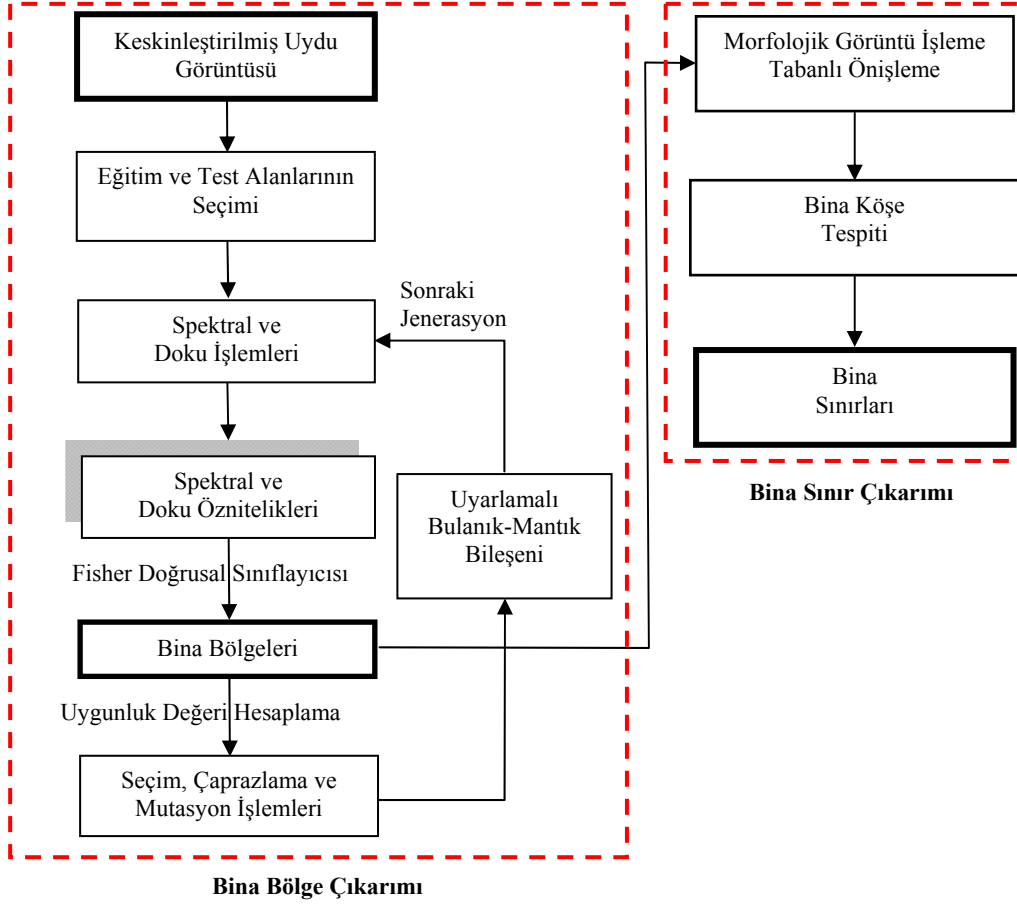 Keskinleştirilmiş Uydu
Görüntüsü
Eğitim ve Test Alanlarının
Seçimi
Sonraki
Jenerasyon
Spektral ve
Doku İşlemleri
Spektral ve
Doku Öznitelikleri
Uyarlamalı
Bulanık-Mantık
Bileşeni
Fisher Doğrusal Sınıflayıcısı
Bina Bölgeleri
Uygunluk Değeri Hesaplama
Seçim, Çaprazlama ve
Mutasyon İşlemleri
Bina Bölge Çıkarımı
Morfolojik Görüntü İşleme
Tabanlı Önişleme
Bina Köşe
Tespiti
Bina
Sınırları
Bina Sınır Çıkarımı